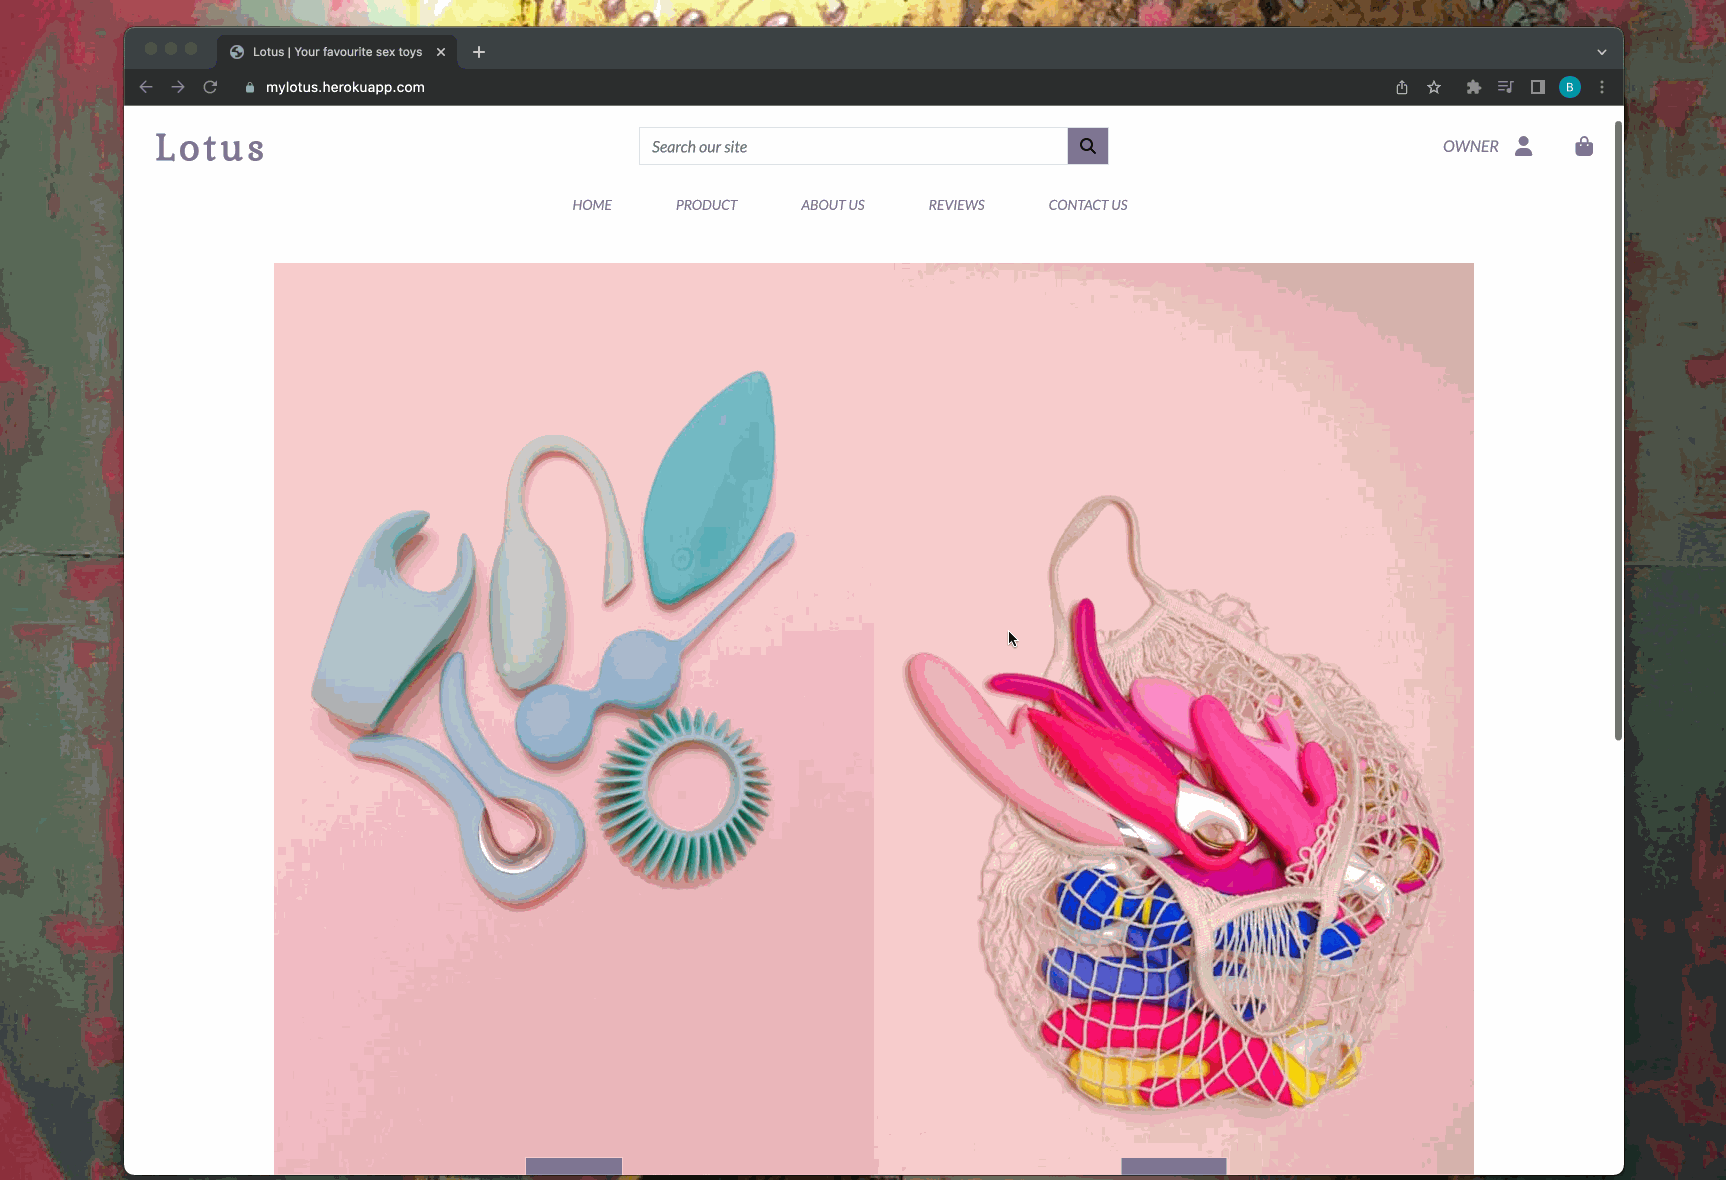 Lotus | Your favourite sex toys
mylotus.herokuapp.com
B
Lotus
Search our site
OWNER
HOME PRODUCT ABOUT US REVIEWS CONTACT US